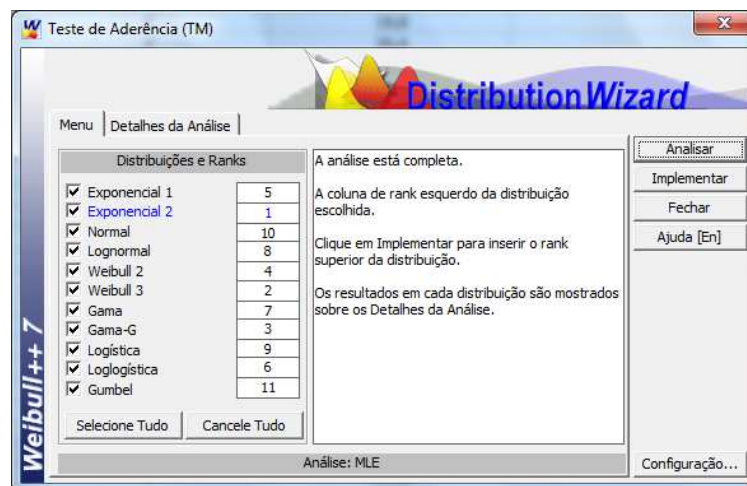 Teste de Aderência (TM)
DistributionWizard
Menu
Detalhes da Análise
Distribuições e Ranks
Exponencial 1 5
Exponencial 2 1
Normal 10
Lognormal 8
Weibull 2 4
Weibull 3 2
Gama 7
Gama-G 3
Logística 9
Loglogística 6
Gumbel 11
Selecione Tudo
Cancele Tudo
A análise está completa.
A coluna de rank esquerdo da distribuição
escolhida.
Clique em Implementar para inserir o rank
superior da distribuição.
Os resultados em cada distribuição são mostrados
sobre os Detalhes da Análise.
Analisar
Implementar
Fechar
Ajuda [En]
Weibull++ 7
Análise: MLE
Configuração...